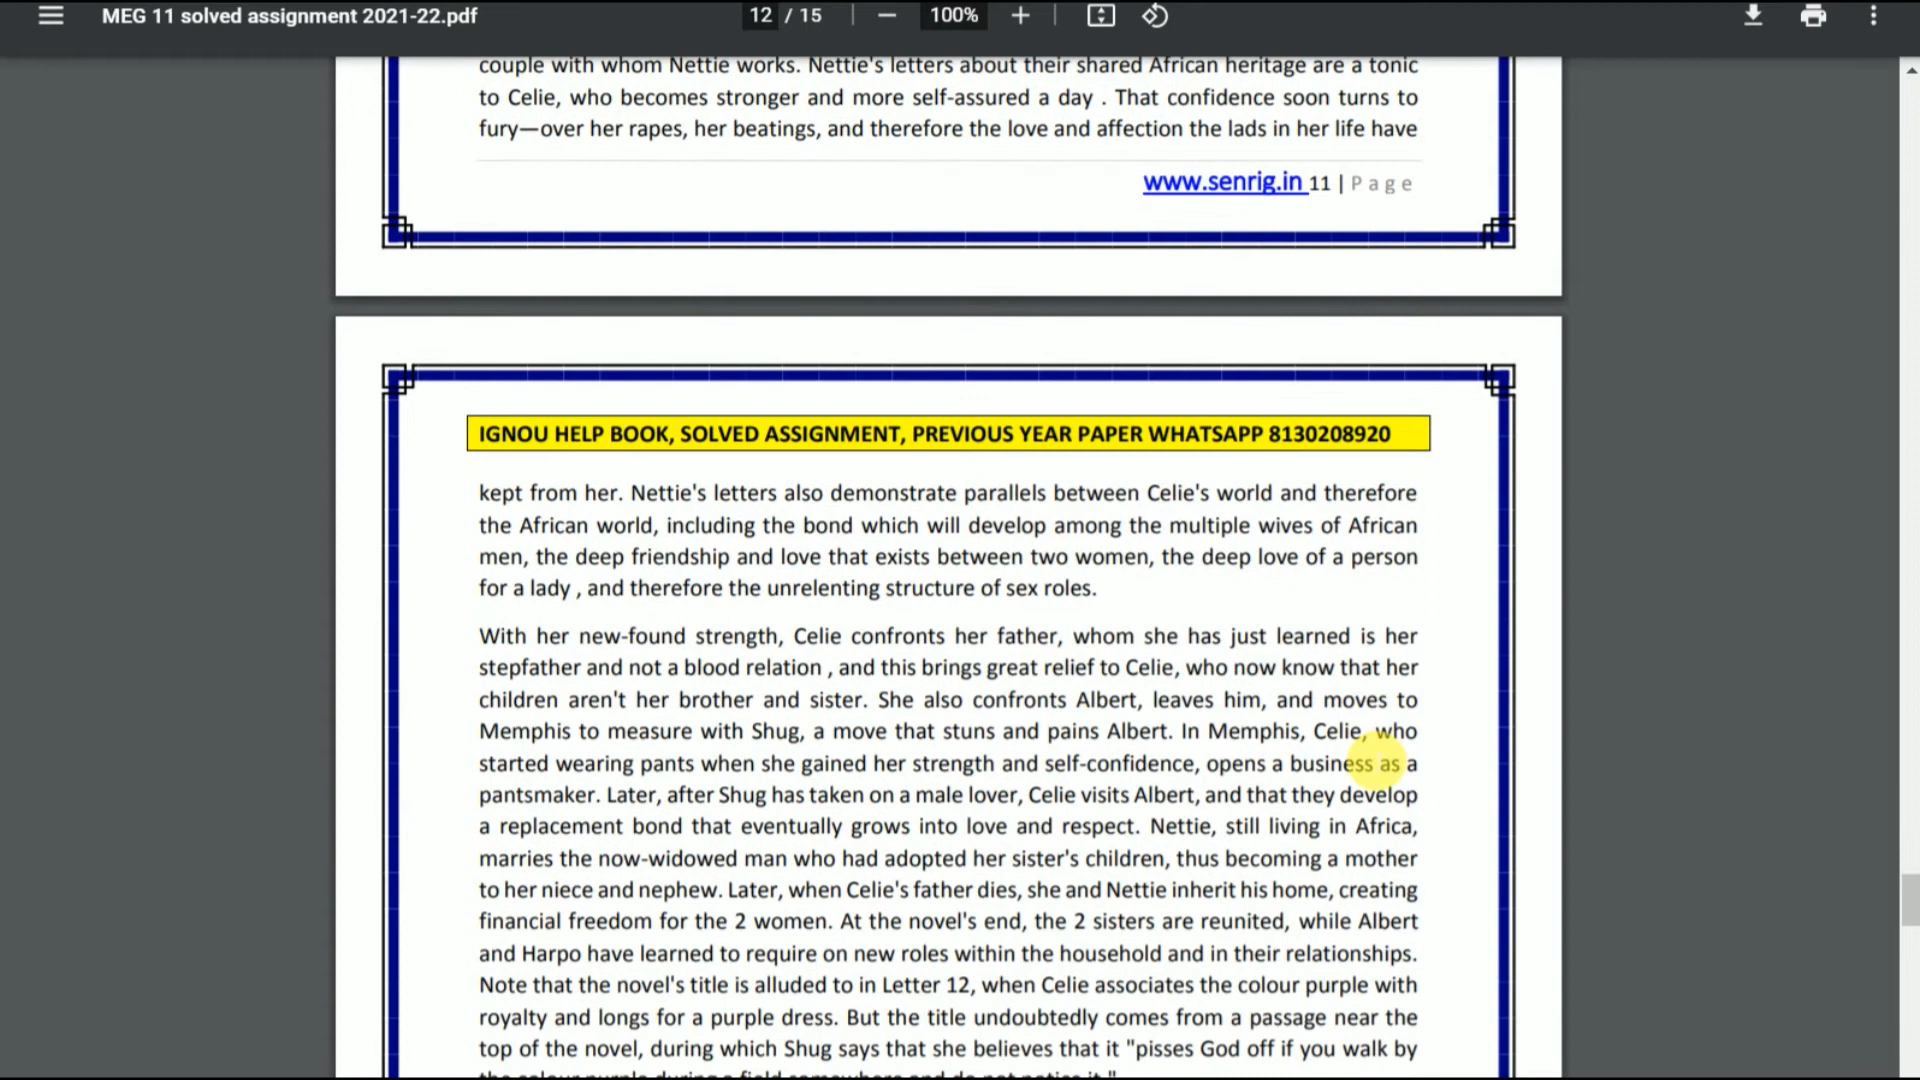 MEG 11 solved assignment 2021-22.pdf
12 / 15
100%
couple with whom Nettie works. Nettie's letters about their shared African heritage are a tonic
to Celie, who becomes stronger and more self-assured a day . That confidence soon turns to
fury—over her rapes, her beatings, and therefore the love and affection the lads in her life have
www.senrig.in 11 | Page
IGNOU HELP BOOK, SOLVED ASSIGNMENT, PREVIOUS YEAR PAPER WHATSAPP 8130208920
kept from her. Nettie's letters also demonstrate parallels between Celie's world and therefore
the African world, including the bond which will develop among the multiple wives of African
men, the deep friendship and love that exists between two women, the deep love of a person
for a lady , and therefore the unrelenting structure of sex roles.
With her new-found strength, Celie confronts her father, whom she has just learned is her
stepfather and not a blood relation , and this brings great relief to Celie, who now know that her
children aren't her brother and sister. She also confronts Albert, leaves him, and moves to
Memphis to measure with Shug, a move that stuns and pains Albert. In Memphis, Celie, who
started wearing pants when she gained her strength and self-confidence, opens a business as a
pantsmaker. Later, after Shug has taken on a male lover, Celie visits Albert, and that they develop
a replacement bond that eventually grows into love and respect. Nettie, still living in Africa,
marries the now-widowed man who had adopted her sister's children, thus becoming a mother
to her niece and nephew. Later, when Celie's father dies, she and Nettie inherit his home, creating
financial freedom for the 2 women. At the novel's end, the 2 sisters are reunited, while Albert
and Harpo have learned to require on new roles within the household and in their relationships.
Note that the novel's title is alluded to in Letter 12, when Celie associates the colour purple with
royalty and longs for a purple dress. But the title undoubtedly comes from a passage near the
top of the novel, during which Shug says that she believes that it "pisses God off if you walk by
the colour purple during a field somewhere and do not notice it."